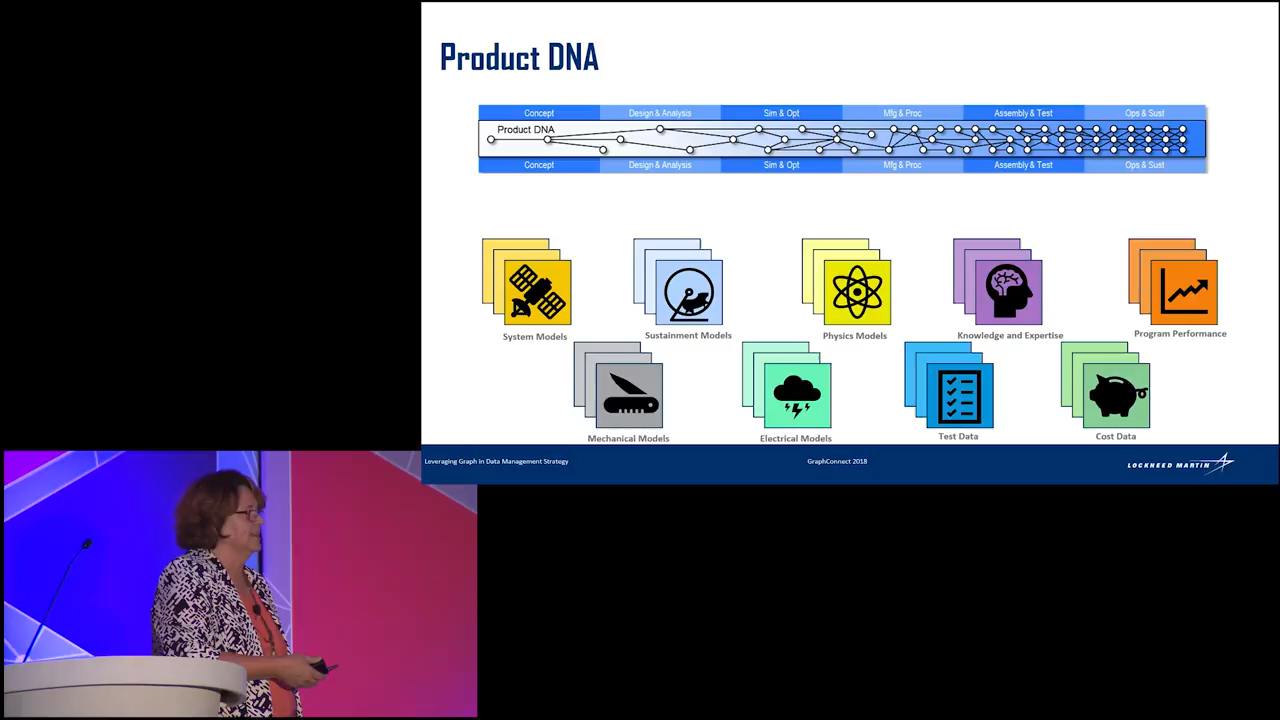 Product DNA
Concept Design & Analysis Sim & Opt Mfg & Proc Assembly & Test Ops & Sust
Product DNA
Concept Design & Analysis Sim & Opt Mfg & Proc Assembly & Test Ops & Sust
System Models Sustainment Models Physics Models Knowledge and Expertise Program Performance
Mechanical Models Electrical Models Test Data Cost Data
Leveraging Graph in Data Management Strategy GraphConnect 2018 LOCKHEED MARTIN